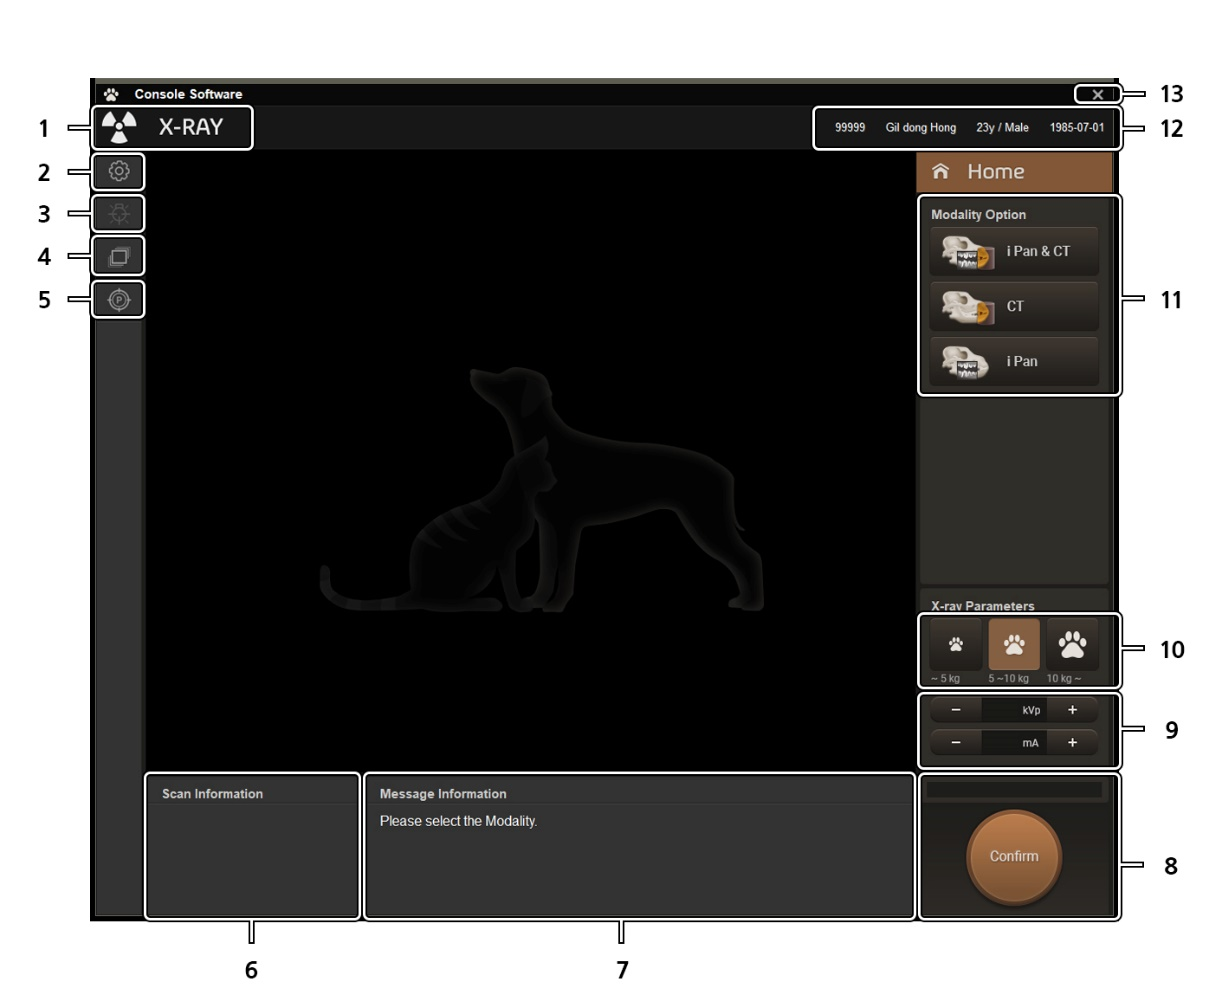 Console Software
13
1
X-RAY
99999 Gil dong Hong 23y / Male 1985-07-01
12
2
Home
3
Modality Option
4
i Pan & CT
5
P
CT
11
i Pan
X-ray Parameters
10
~ 5 kg 5 ~10 kg 10 kg ~
− kVp +
9
− mA +
Scan Information
Message Information
Please select the Modality.
Confirm
8
6
7